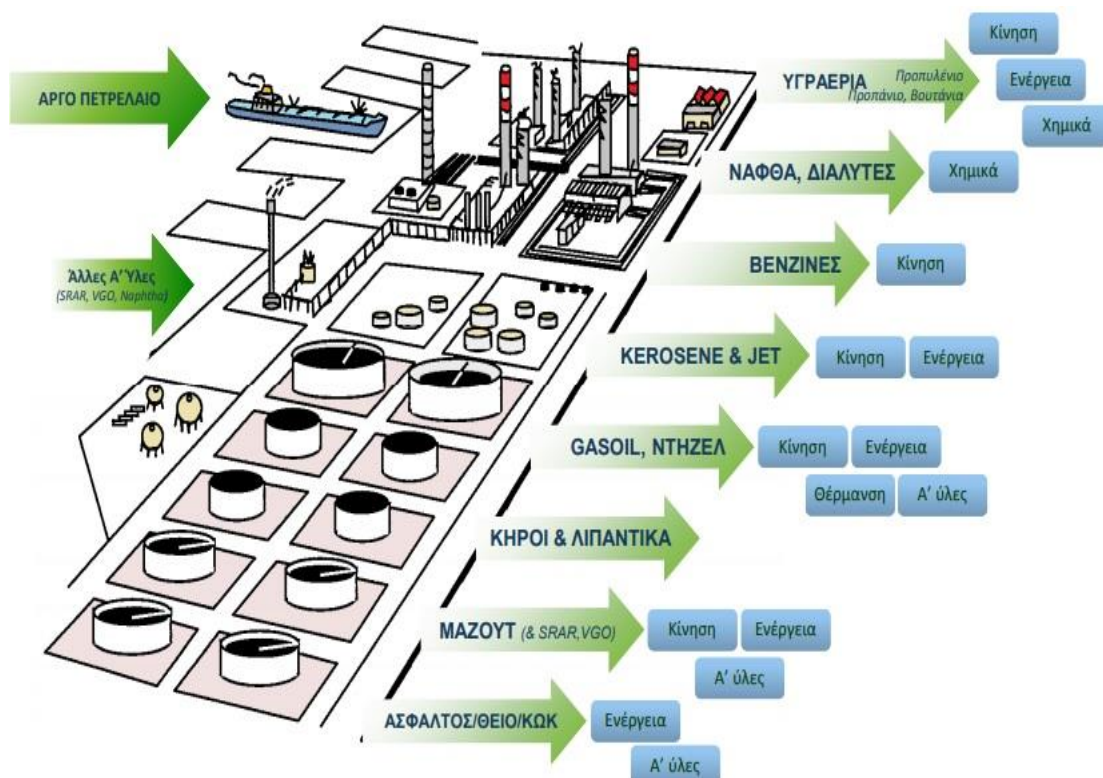 ΑΡΓΟ ΠΕΤΡΕΛΑΙΟ
Άλλες Α' Ύλες
(SRAR, VGO, Naphtha)
ΥΓΡΑΕΡΙΑ Προπυλένιο
Προπάνιο, Βουτάνια
Κίνηση
Ενέργεια
Χημικά
ΝΑΦΘΑ, ΔΙΑΛΥΤΕΣ
Χημικά
ΒΕΝΖΙΝΕΣ
Κίνηση
KEROSENE & JET
Κίνηση Ενέργεια
GASOIL, ΝΤΗΖΕΛ
Κίνηση Ενέργεια
Θέρμανση Α' ύλες
ΚΗΡΟΙ & ΛΙΠΑΝΤΙΚΑ
ΜΑΖΟΥΤ (& SRAR,VGO)
Κίνηση Ενέργεια
Α' ύλες
ΑΣΦΑΛΤΟΣ/ΘΕΙΟ/ΚΩΚ
Ενέργεια
Α' ύλες